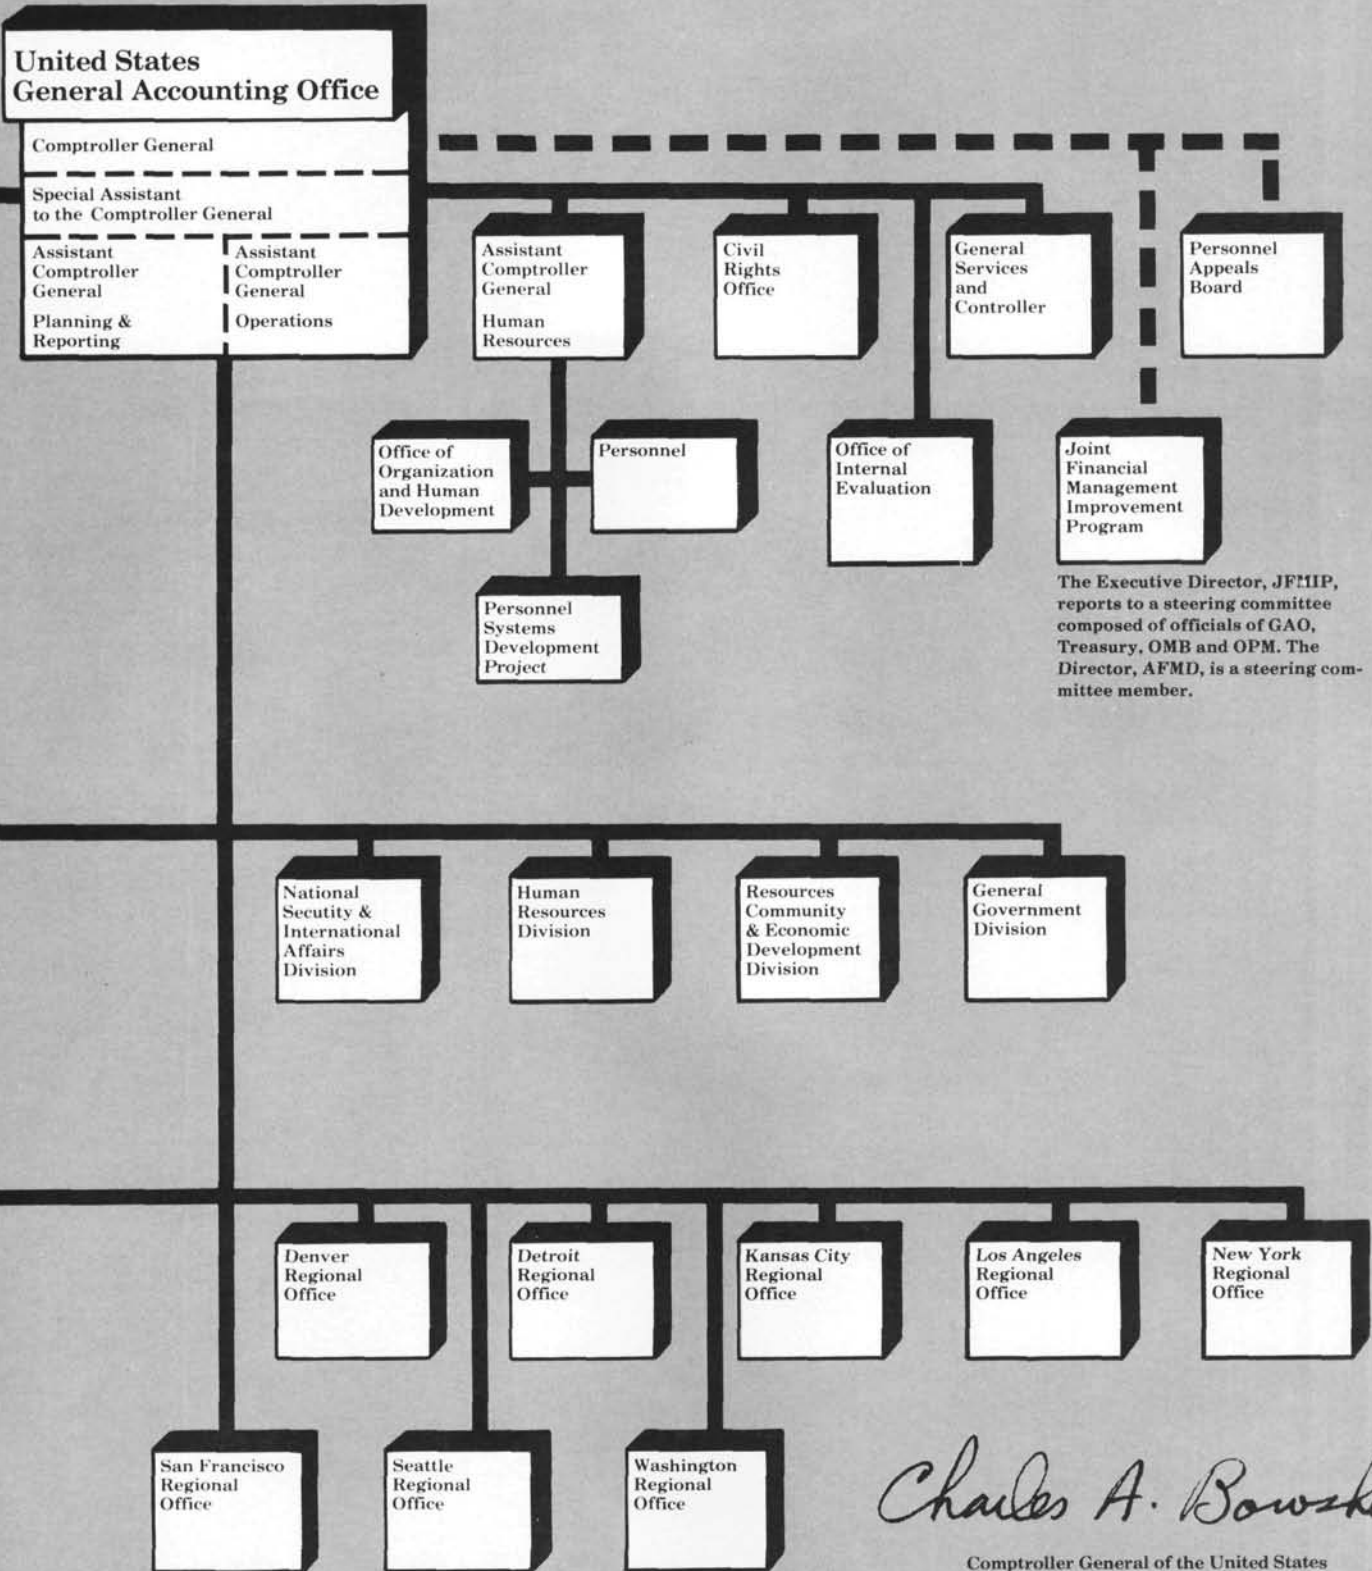 United States
General Accounting Office
Comptroller General
Special Assistant
to the Comptroller General
Assistant
Comptroller
General
Planning &
Reporting
Assistant
Comptroller
General
Operations
Assistant
Comptroller
General
Human
Resources
Civil
Rights
Office
General
Services
and
Controller
Personnel
Appeals
Board
Office of
Organization
and Human
Development
Personnel
Office of
Internal
Evaluation
Joint
Financial
Management
Improvement
Program
Personnel
Systems
Development
Project
The Executive Director, JFMIP,
reports to a steering committee
composed of officials of GAO,
Treasury, OMB and OPM. The
Director, AFMD, is a steering com-
mittee member.
National
Secutity &
International
Affairs
Division
Human
Resources
Division
Resources
Community
& Economic
Development
Division
General
Government
Division
Denver
Regional
Office
Detroit
Regional
Office
Kansas City
Regional
Office
Los Angeles
Regional
Office
New York
Regional
Office
San Francisco
Regional
Office
Seattle
Regional
Office
Washington
Regional
Office
Charles A.
Comptroller General of the United States